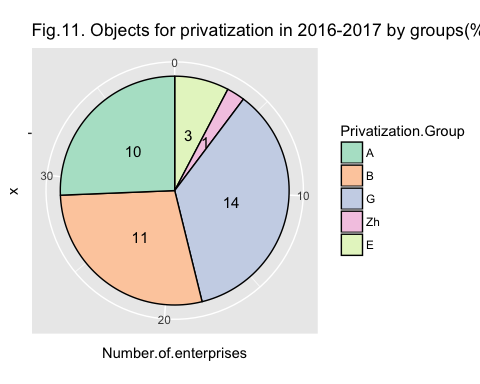 Fig.11. Objects for privatization in 2016-2017 by groups(%
0
3
1
10
30
10
14
11
20
x
Number.of.enterprises
Privatization.Group
A
B
G
Zh
E